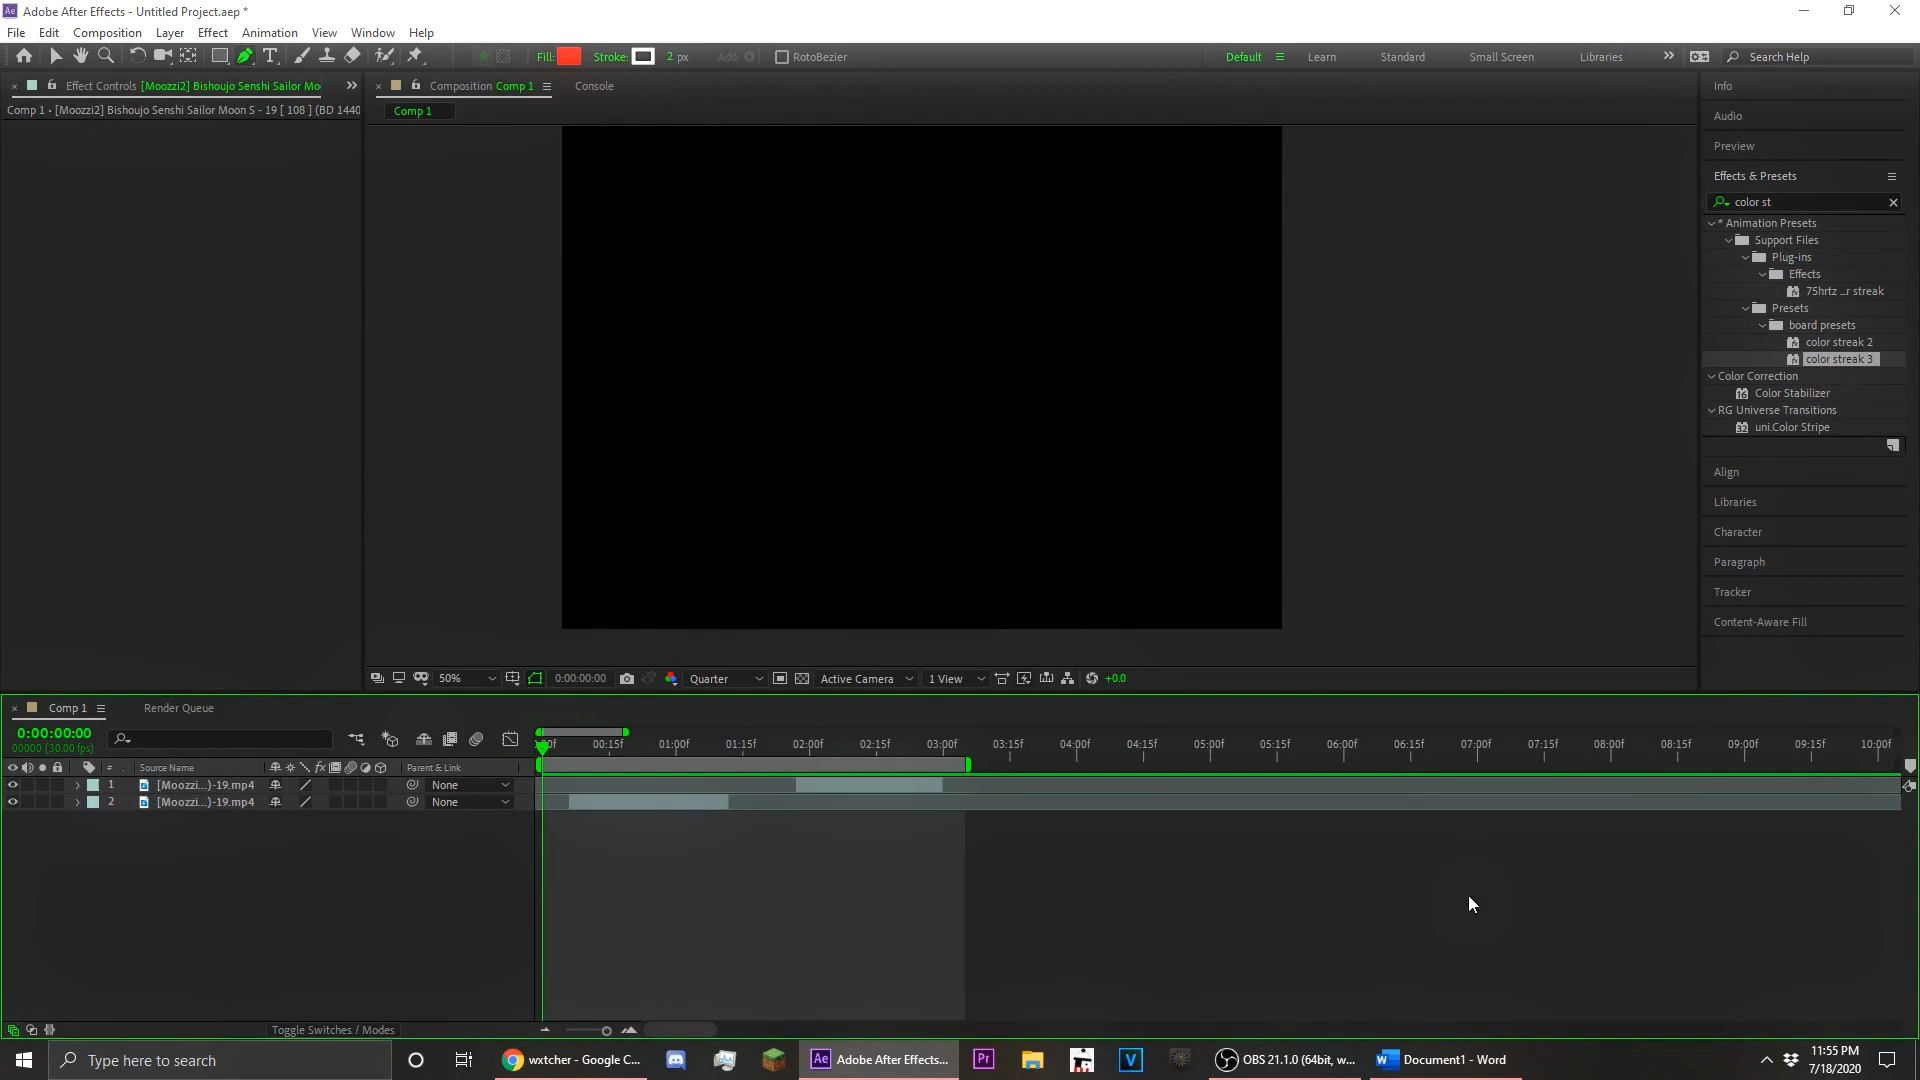 Adobe After Effects - Untitled Project.aep *
File Edit Composition Layer Effect Animation View Window Help
Fill: Stroke: 2 px Add: RotoBezier Default Learn Standard Small Screen Libraries Search Help
Effect Controls [Moozzi2] Bishoujo Senshi Sailor Mo
Composition Comp 1 Console
Comp 1 • [Moozzi2] Bishoujo Senshi Sailor Moon S - 19 [ 108 ] (BD 1440
Comp 1
Info
Audio
Preview
Effects & Presets
color st
* Animation Presets
Support Files
Plug-ins
Effects
75hrtz ...r streak
Presets
board presets
color streak 2
color streak 3
Color Correction
Color Stabilizer
RG Universe Transitions
uni.Color Stripe
Align
Libraries
Character
Paragraph
Tracker
Content-Aware Fill
50% 0:00:00:00 Quarter Active Camera 1 View +0.0
Comp 1 Render Queue
0:00:00:00
00000 (30.00 fps)
00f 00:15f 01:00f 01:15f 02:00f 02:15f 03:00f 03:15f 04:00f 04:15f 05:00f 05:15f 06:00f 06:15f 07:00f 07:15f 08:00f 08:15f 09:00f 09:15f 10:00f
# Source Name fx Parent & Link
1 [Moozzi...)-19.mp4 None
2 [Moozzi...)-19.mp4 None
Toggle Switches / Modes
Type here to search
wxtcher - Google C...
Adobe After Effects...
OBS 21.1.0 (64bit, w...
Document1 - Word
11:55 PM
7/18/2020